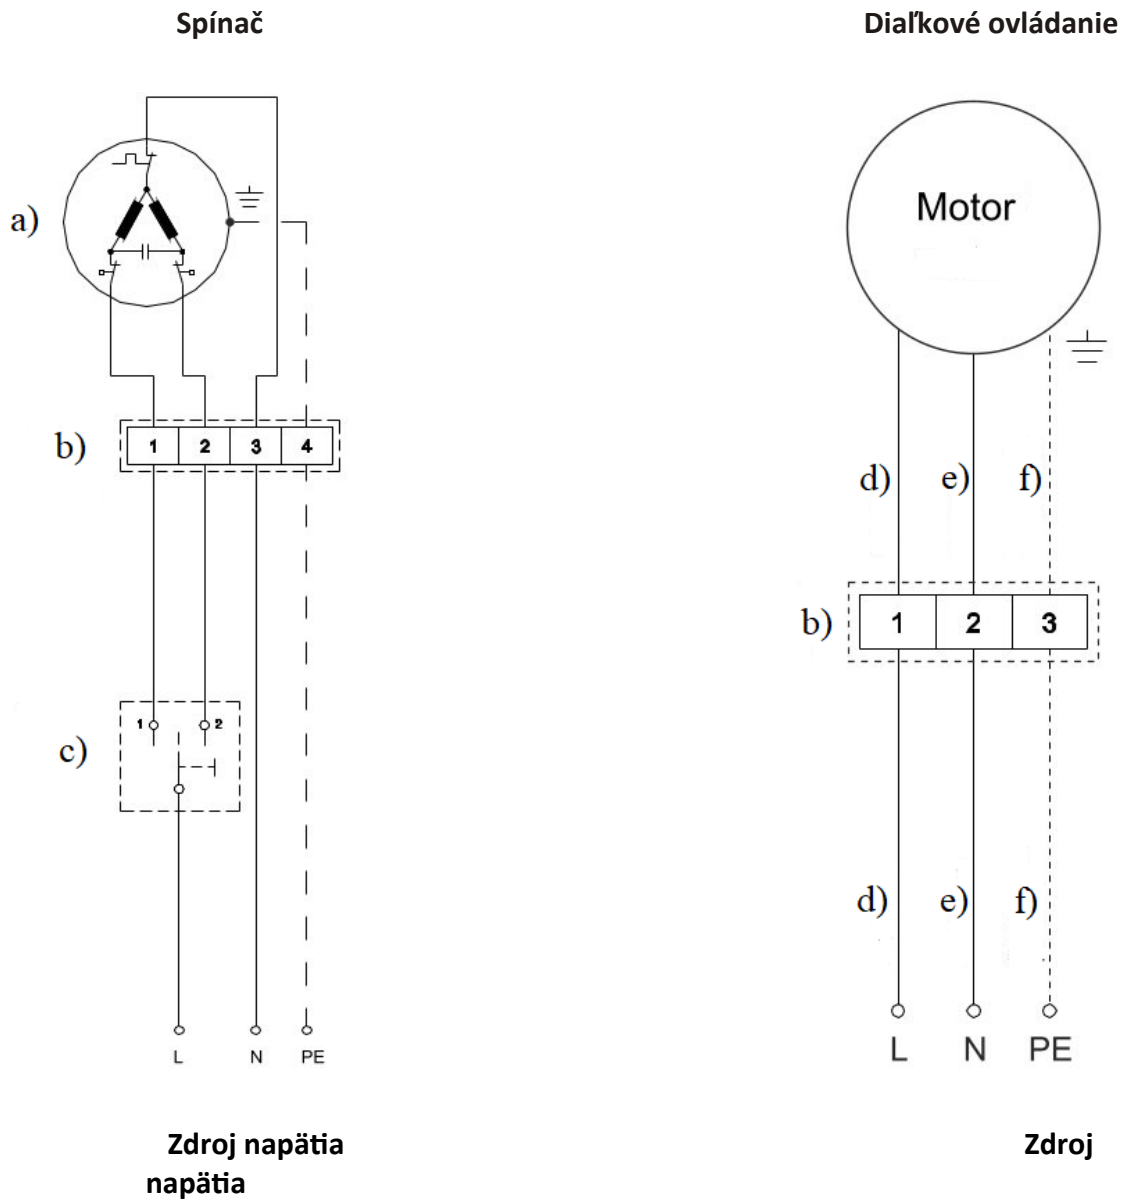 Spínač
Diaľkové ovládanie
a)
Motor
b) 1 2 3 4
d) e) f)
b) 1 2 3
c) 1 2
d) e) f)
L N PE
L N PE
Zdroj napätia
Zdroj
napätia